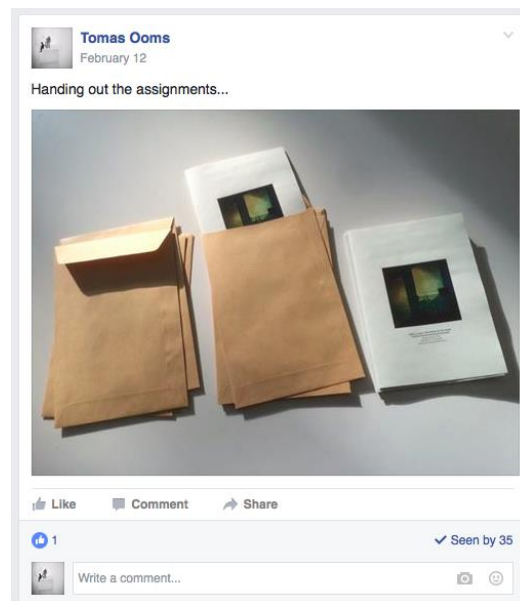 Tomas Ooms
February 12
Handing out the assignments...
Like Comment Share
1 Seen by 35
Write a comment...